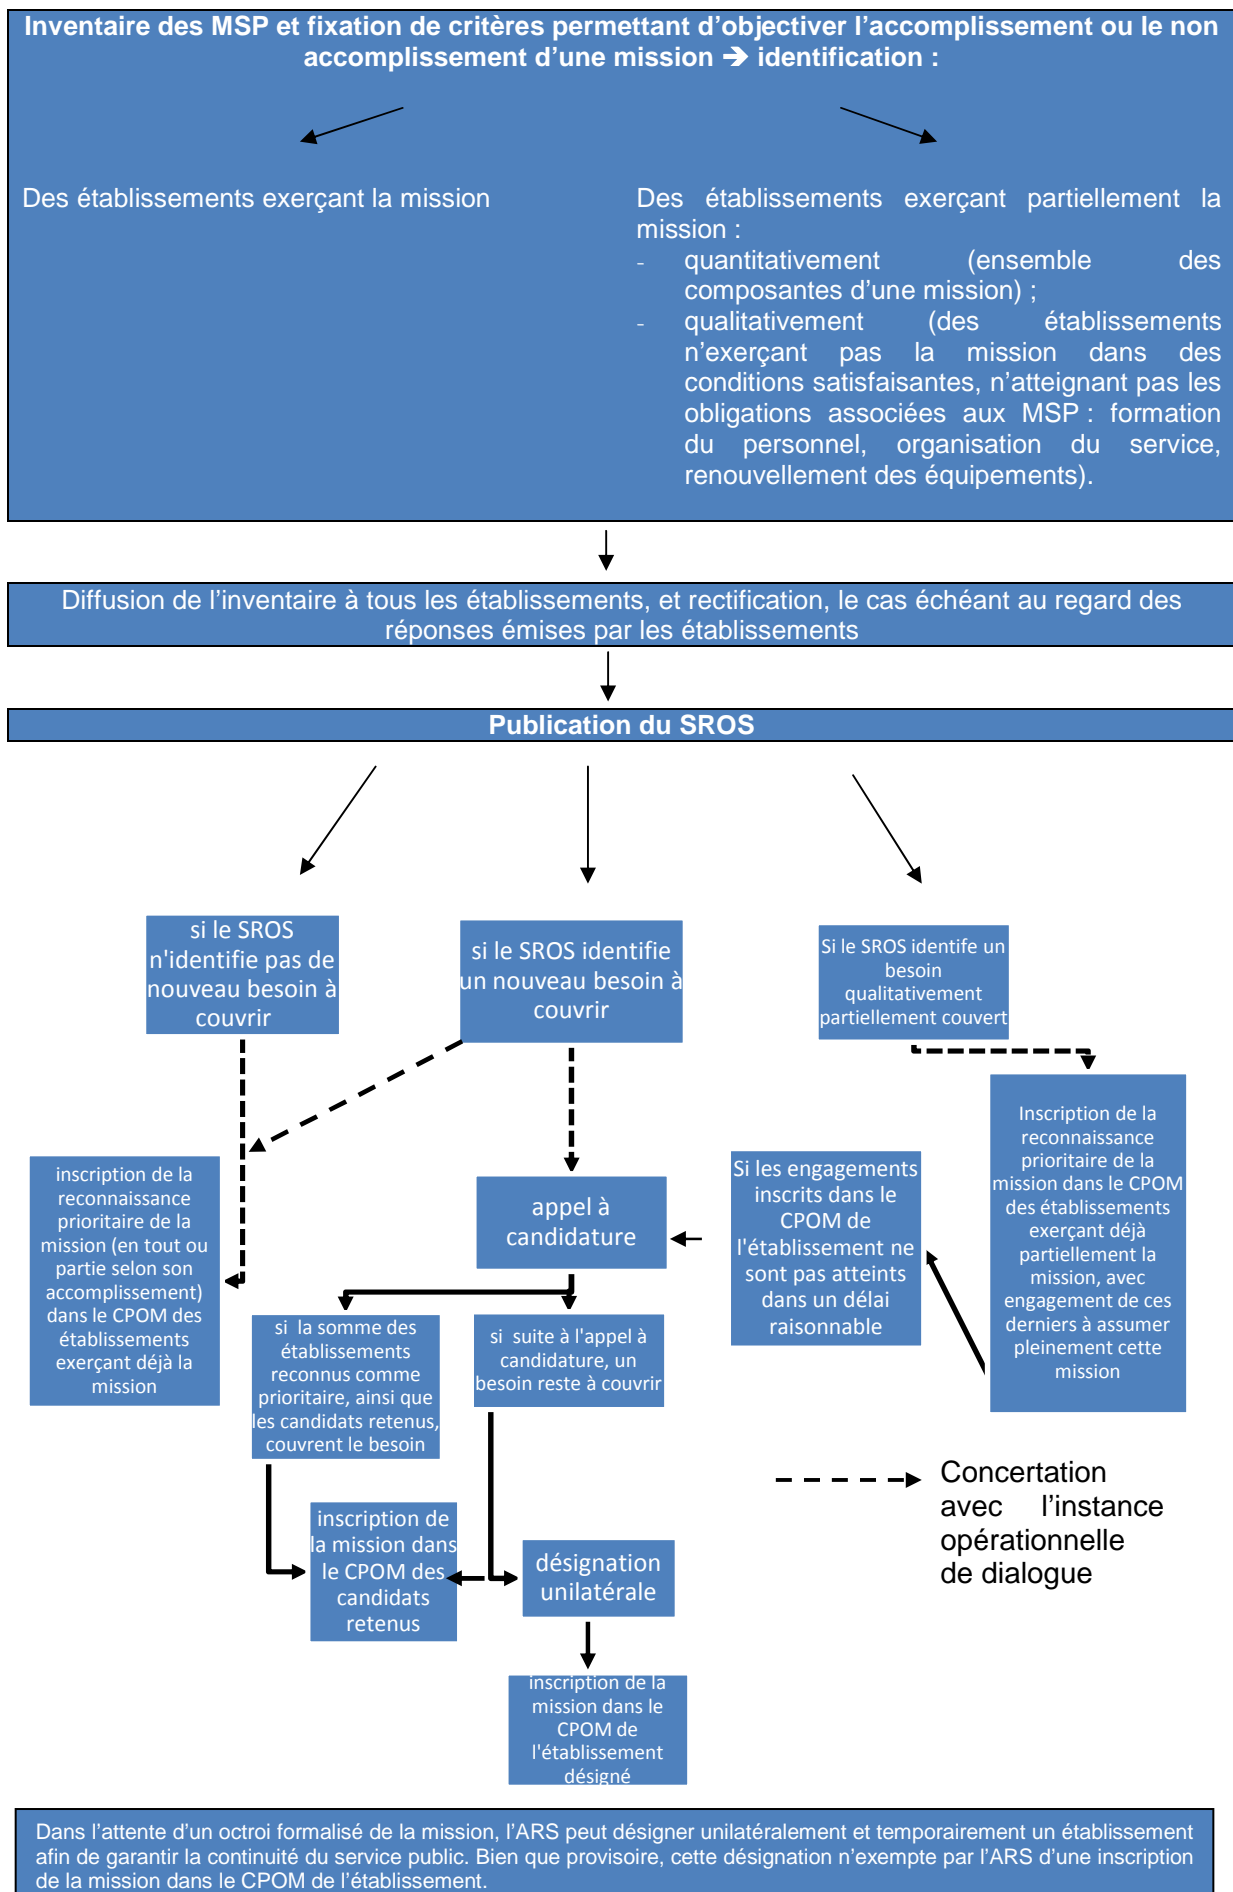 Inventaire des MSP et fixation de critères permettant d’objectiver l’accomplissement ou le non
accomplissement d’une mission ➔ identification :
Des établissements exerçant la mission
Des établissements exerçant partiellement la
mission :
- quantitativement (ensemble des
composantes d’une mission) ;
- qualitativement (des établissements
n’exerçant pas la mission dans des
conditions satisfaisantes, n’atteignant pas les
obligations associées aux MSP : formation
du personnel, organisation du service,
renouvellement des équipements).
Diffusion de l’inventaire à tous les établissements, et rectification, le cas échéant au regard des
réponses émises par les établissements
Publication du SROS
si le SROS
n'identifie pas de
nouveau besoin à
couvrir
si le SROS identifie
un nouveau besoin à
couvrir
Si le SROS identife un
besoin
qualitativement
partiellement couvert
inscription de la
reconnaissance
prioritaire de la
mission (en tout ou
partie selon son
accomplissement)
dans le CPOM des
établissements
exerçant déjà la
mission
appel à
candidature
Si les engagements
inscrits dans le
CPOM de
l'établissement ne
sont pas atteints
dans un délai
raisonnable
Inscription de la
reconnaissance
prioritaire de la
mission dans le CPOM
des établissements
exerçant déjà
partiellement la
mission, avec
engagement de ces
derniers à assumer
pleinement cette
mission
si la somme des
établissements
reconnus comme
prioritaire, ainsi que
les candidats retenus,
couvrent le besoin
si suite à l'appel à
candidature, un
besoin reste à couvrir
inscription de
la mission dans
le CPOM des
candidats
retenus
désignation
unilatérale
inscription de la
mission dans le
CPOM de
l'établissement
désigné
Concertation
avec l’instance
opérationnelle
de dialogue
Dans l’attente d’un octroi formalisé de la mission, l’ARS peut désigner unilatéralement et temporairement un établissement
afin de garantir la continuité du service public. Bien que provisoire, cette désignation n’exempte par l’ARS d’une inscription
de la mission dans le CPOM de l’établissement.